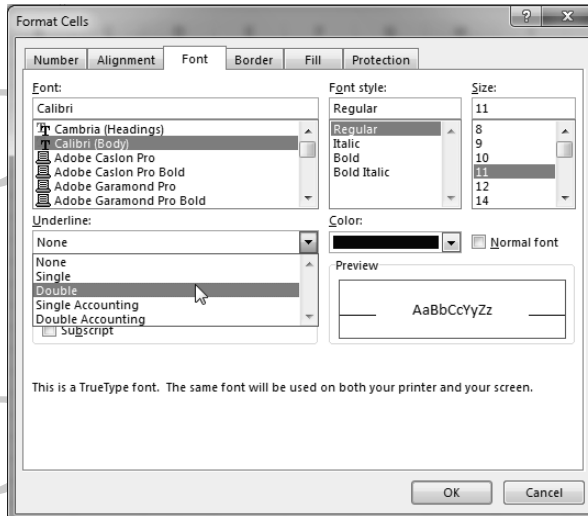 Format Cells
? X
Number Alignment Font Border Fill Protection
Font: Font style: Size:
Calibri Regular 11
Cambria (Headings) Regular 8
Calibri (Body) Italic 9
Adobe Caslon Pro Bold 10
Adobe Caslon Pro Bold Bold Italic 11
Adobe Garamond Pro 12
Adobe Garamond Pro Bold 14
Underline: Color:
None Normal font
None Preview
Single
Double
Single Accounting AaBbCcYyZz
Double Accounting
Subscript
This is a TrueType font. The same font will be used on both your printer and your screen.
OK Cancel